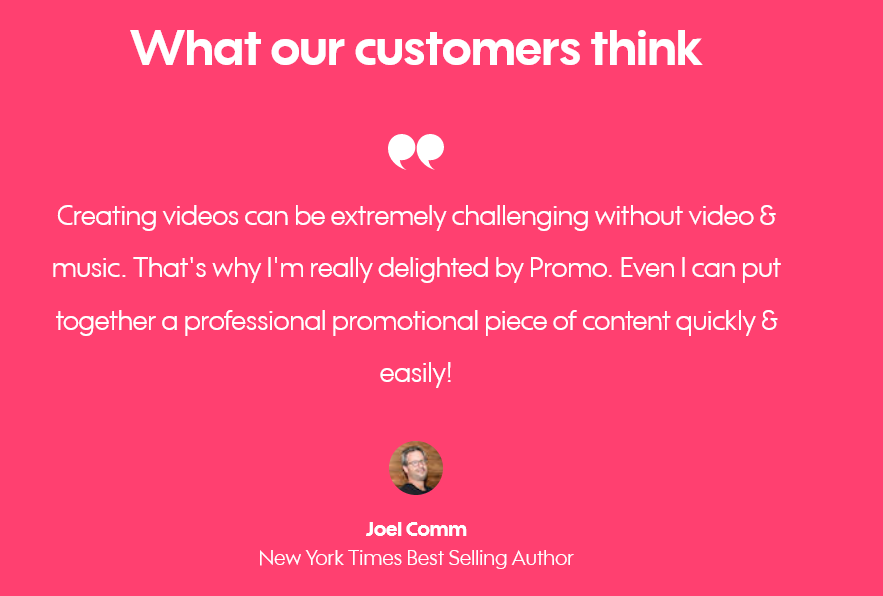 What our customers think
Creating videos can be extremely challenging without video &
music. That's why I'm really delighted by Promo. Even I can put
together a professional promotional piece of content quickly &
easily!
Joel Comm
New York Times Best Selling Author